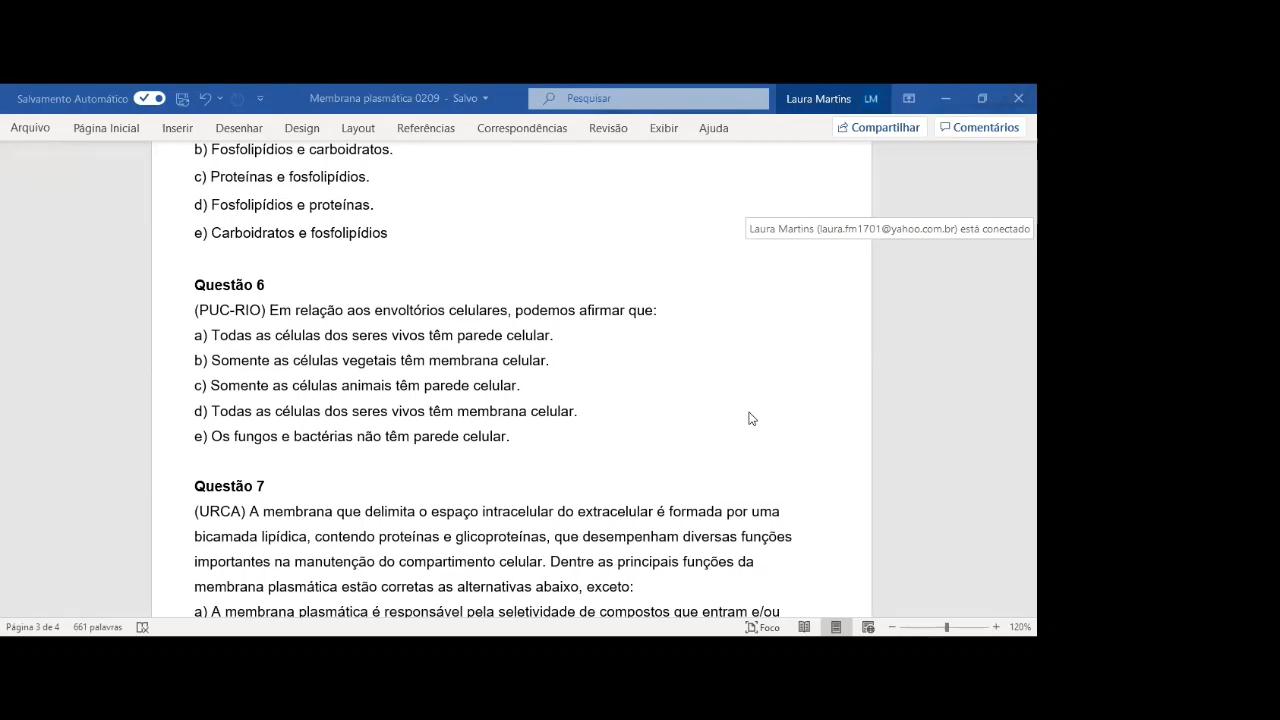 Salvamento Automático
Membrana plasmática 0209 - Salvo
Pesquisar
Laura Martins LM
Arquivo Página Inicial Inserir Desenhar Design Layout Referências Correspondências Revisão Exibir Ajuda Compartilhar Comentários
b) Fosfolipídios e carboidratos.
c) Proteínas e fosfolipídios.
d) Fosfolipídios e proteínas.
e) Carboidratos e fosfolipídios
Laura Martins (laura.fm1701@yahoo.com.br) está conectado
Questão 6
(PUC-RIO) Em relação aos envoltórios celulares, podemos afirmar que:
a) Todas as células dos seres vivos têm parede celular.
b) Somente as células vegetais têm membrana celular.
c) Somente as células animais têm parede celular.
d) Todas as células dos seres vivos têm membrana celular.
e) Os fungos e bactérias não têm parede celular.
Questão 7
(URCA) A membrana que delimita o espaço intracelular do extracelular é formada por uma
bicamada lipídica, contendo proteínas e glicoproteínas, que desempenham diversas funções
importantes na manutenção do compartimento celular. Dentre as principais funções da
membrana plasmática estão corretas as alternativas abaixo, exceto:
a) A membrana plasmática é responsável pela seletividade de compostos que entram e/ou
Página 3 de 4 661 palavras Foco 120%